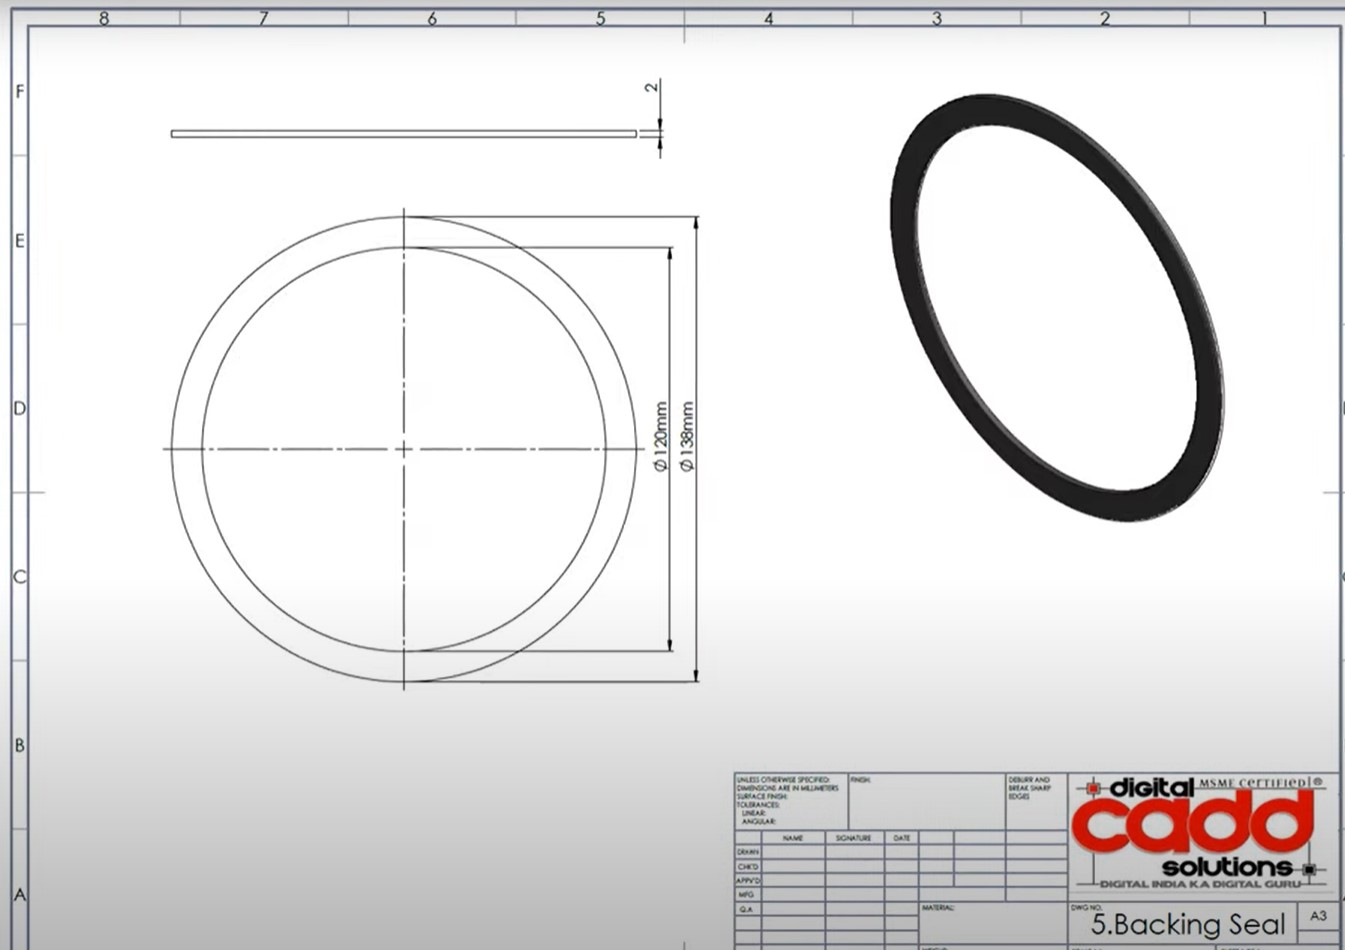 8 7 6 5 4 3 2 1
F
E
D
C
B
A
2
Ø120mm
Ø138mm
UNLESS OTHERWISE SPECIFIED:
DIMENSIONS ARE IN MILLIMETERS
SURFACE FINISH:
TOLERANCES:
LINEAR:
ANGULAR:
FINISH:
DEBURR AND
BREAK SHARP
EDGES
NAME SIGNATURE DATE
DRAWN
CHK'D
APPV'D
MFG
Q.A
MATERIAL:
digital MSME CERTIFIED ®
cadd
solutions
DIGITAL INDIA KA DIGITAL GURU
DWG NO.
5.Backing Seal
A3